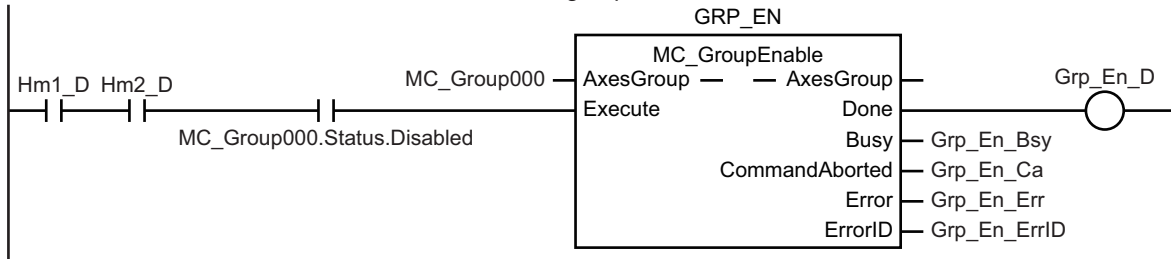 GRP_EN
MC_GroupEnable
Hm1_D Hm2_D MC_Group000 AxesGroup AxesGroup Grp_En_D
Execute Done
MC_Group000.Status.Disabled
Busy Grp_En_Bsy
CommandAborted Grp_En_Ca
Error Grp_En_Err
ErrorID Grp_En_ErrID